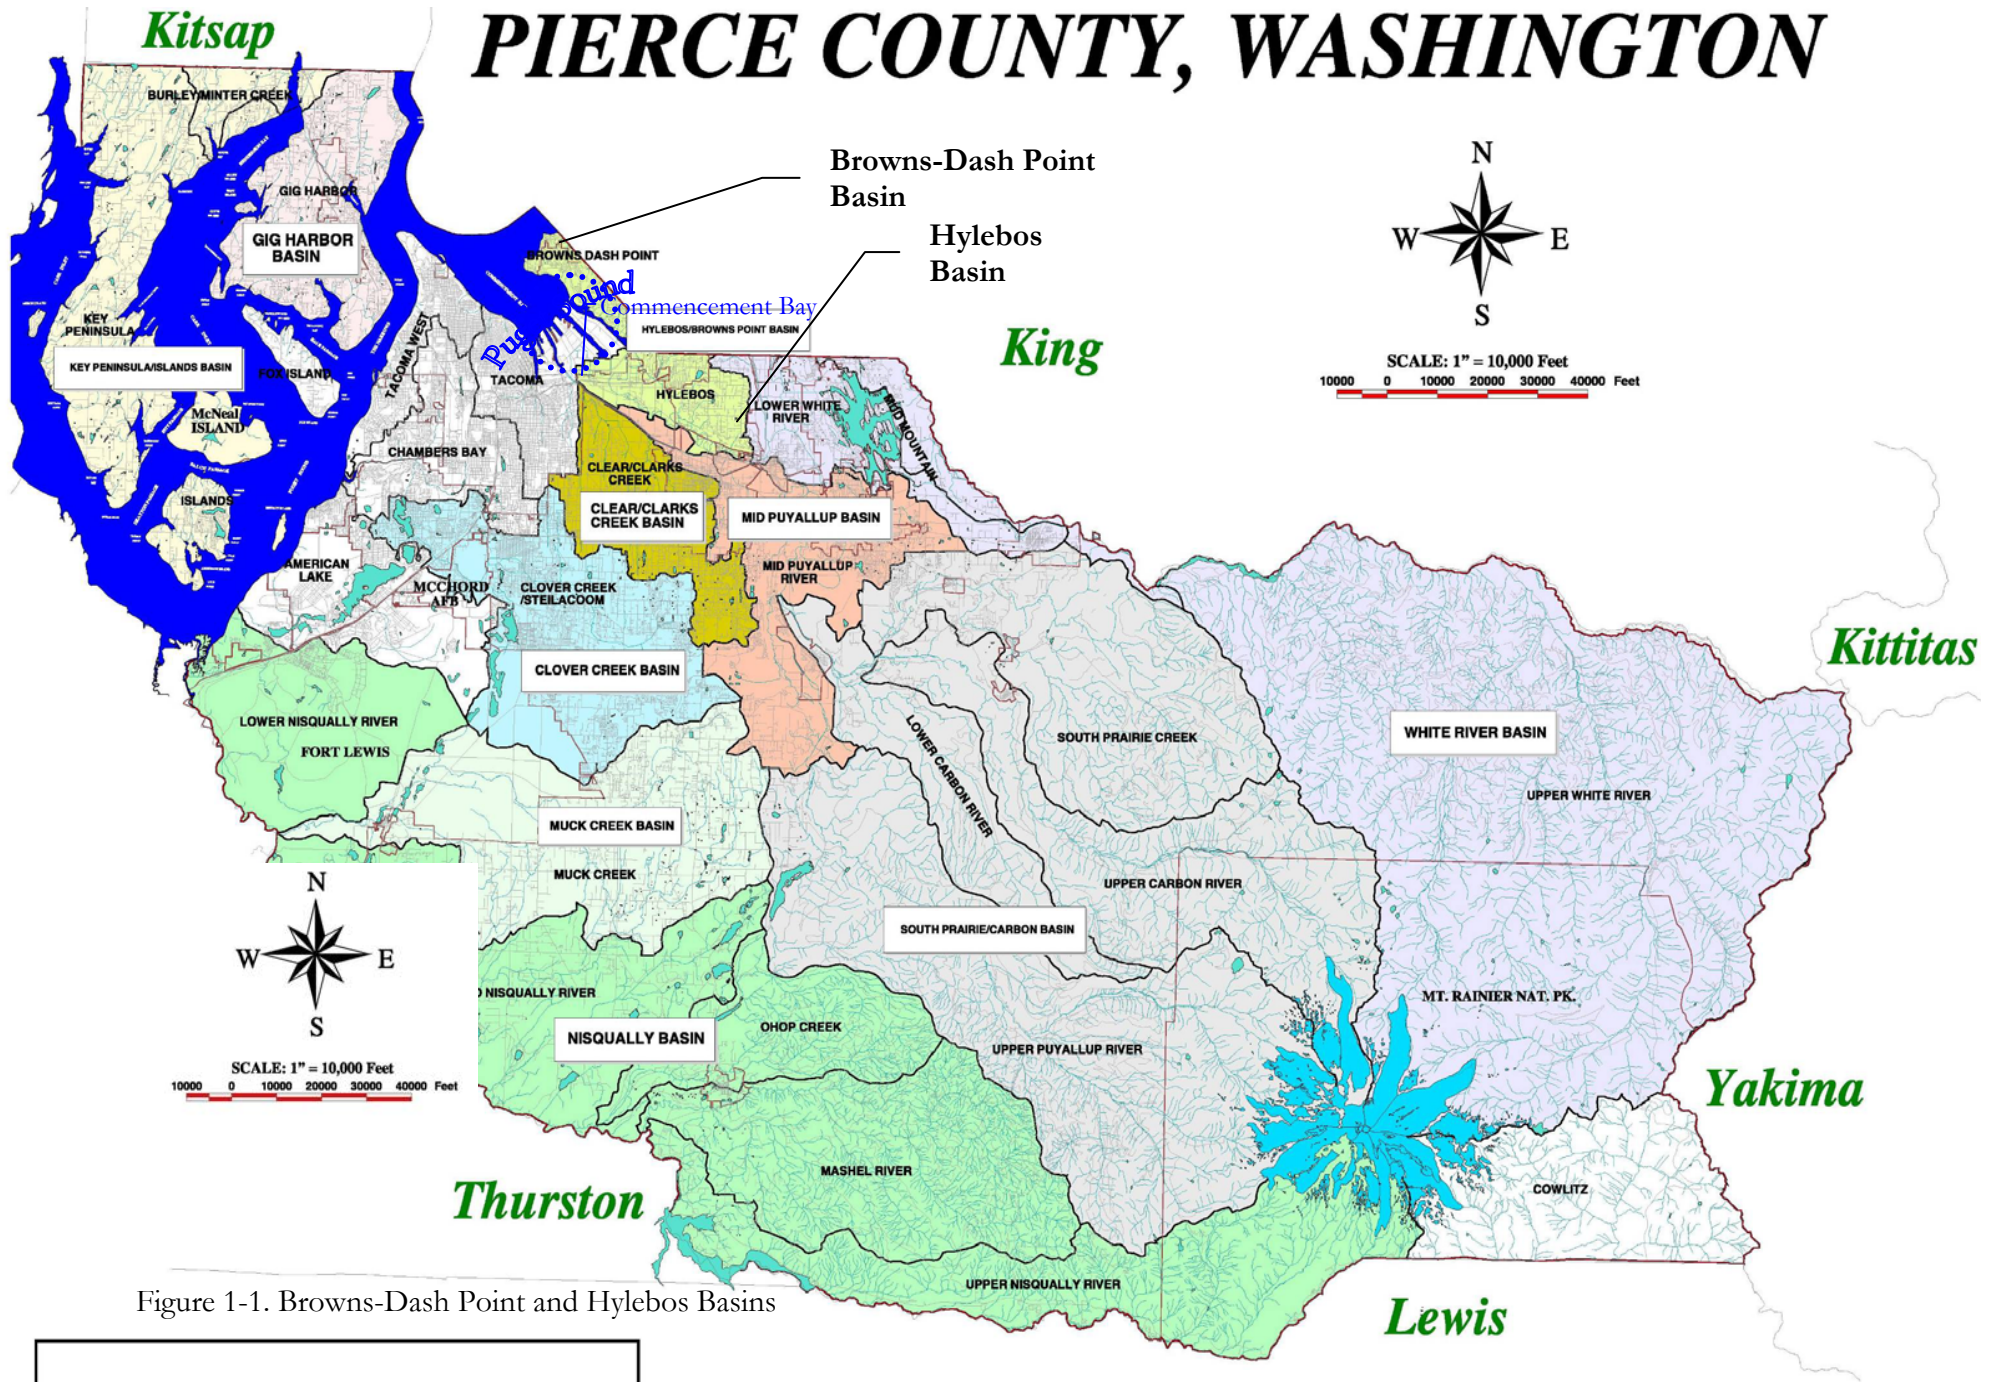 Kitsap
PIERCE COUNTY, WASHINGTON
BURLEY/MINTER CREEK
Browns-Dash Point
Basin
N
W
E
S
GIG HARBOR
GIG HARBOR
BASIN
Hylebos
Basin
BROWNS DASH POINT
Puget Sound
Commencement Bay
HYLEBOS/BROWNS POINT BASIN
King
SCALE: 1" = 10,000 Feet
10000 0 10000 20000 30000 40000 Feet
KEY
PENINSULA
KEY PENINSULA/ISLANDS BASIN
FOX ISLAND
TACOMA WEST
TACOMA
HYLEBOS
LOWER WHITE
RIVER
MUD MOUNTAIN
McNeal
ISLAND
CHAMBERS BAY
CLEAR/CLARKS
CREEK
CLEAR/CLARKS
CREEK BASIN
MID PUYALLUP BASIN
ISLANDS
AMERICAN
LAKE
MCCHORD
AFB
CLOVER CREEK
/STEILACOOM
MID PUYALLUP
RIVER
Kittitas
CLOVER CREEK BASIN
LOWER NISQUALLY RIVER
FORT LEWIS
LOWER CARBON RIVER
SOUTH PRAIRIE CREEK
WHITE RIVER BASIN
UPPER WHITE RIVER
MUCK CREEK BASIN
MUCK CREEK
UPPER CARBON RIVER
SOUTH PRAIRIE/CARBON BASIN
N
W
E
S
SCALE: 1" = 10,000 Feet
10000 0 10000 20000 30000 40000 Feet
NISQUALLY RIVER
MT. RAINIER NAT. PK.
NISQUALLY BASIN
OHOP CREEK
UPPER PUYALLUP RIVER
Yakima
MASHEL RIVER
COWLITZ
Thurston
UPPER NISQUALLY RIVER
Figure 1-1. Browns-Dash Point and Hylebos Basins
Lewis